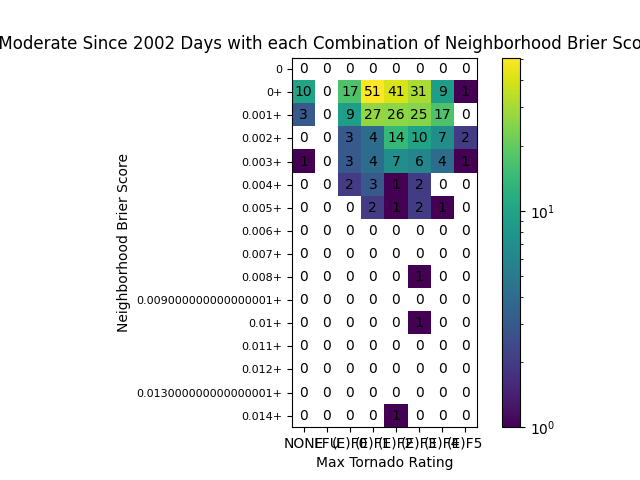 Moderate Since 2002 Days with each Combination of Neighborhood Brier Sco
Neighborhood Brier Score
0 0 0 0 0 0 0 0 0
0+ 10 0 17 51 41 31 9 1
0.001+ 3 0 9 27 26 25 17 0
0.002+ 0 0 3 4 14 10 7 2
0.003+ 1 0 3 4 7 6 4 1
0.004+ 0 0 2 3 1 2 0 0
0.005+ 0 0 0 2 1 2 1 0
0.006+ 0 0 0 0 0 0 0 0
0.007+ 0 0 0 0 0 0 0 0
0.008+ 0 0 0 0 0 1 0 0
0.009000000000000001+ 0 0 0 0 0 0 0 0
0.01+ 0 0 0 0 0 1 0 0
0.011+ 0 0 0 0 0 0 0 0
0.012+ 0 0 0 0 0 0 0 0
0.013000000000000001+ 0 0 0 0 0 0 0 0
0.014+ 0 0 0 0 1 0 0 0
NONE EFU (E)F0 (E)F1 (E)F2 (E)F3 (E)F4 (E)F5
Max Tornado Rating
10¹
10⁰